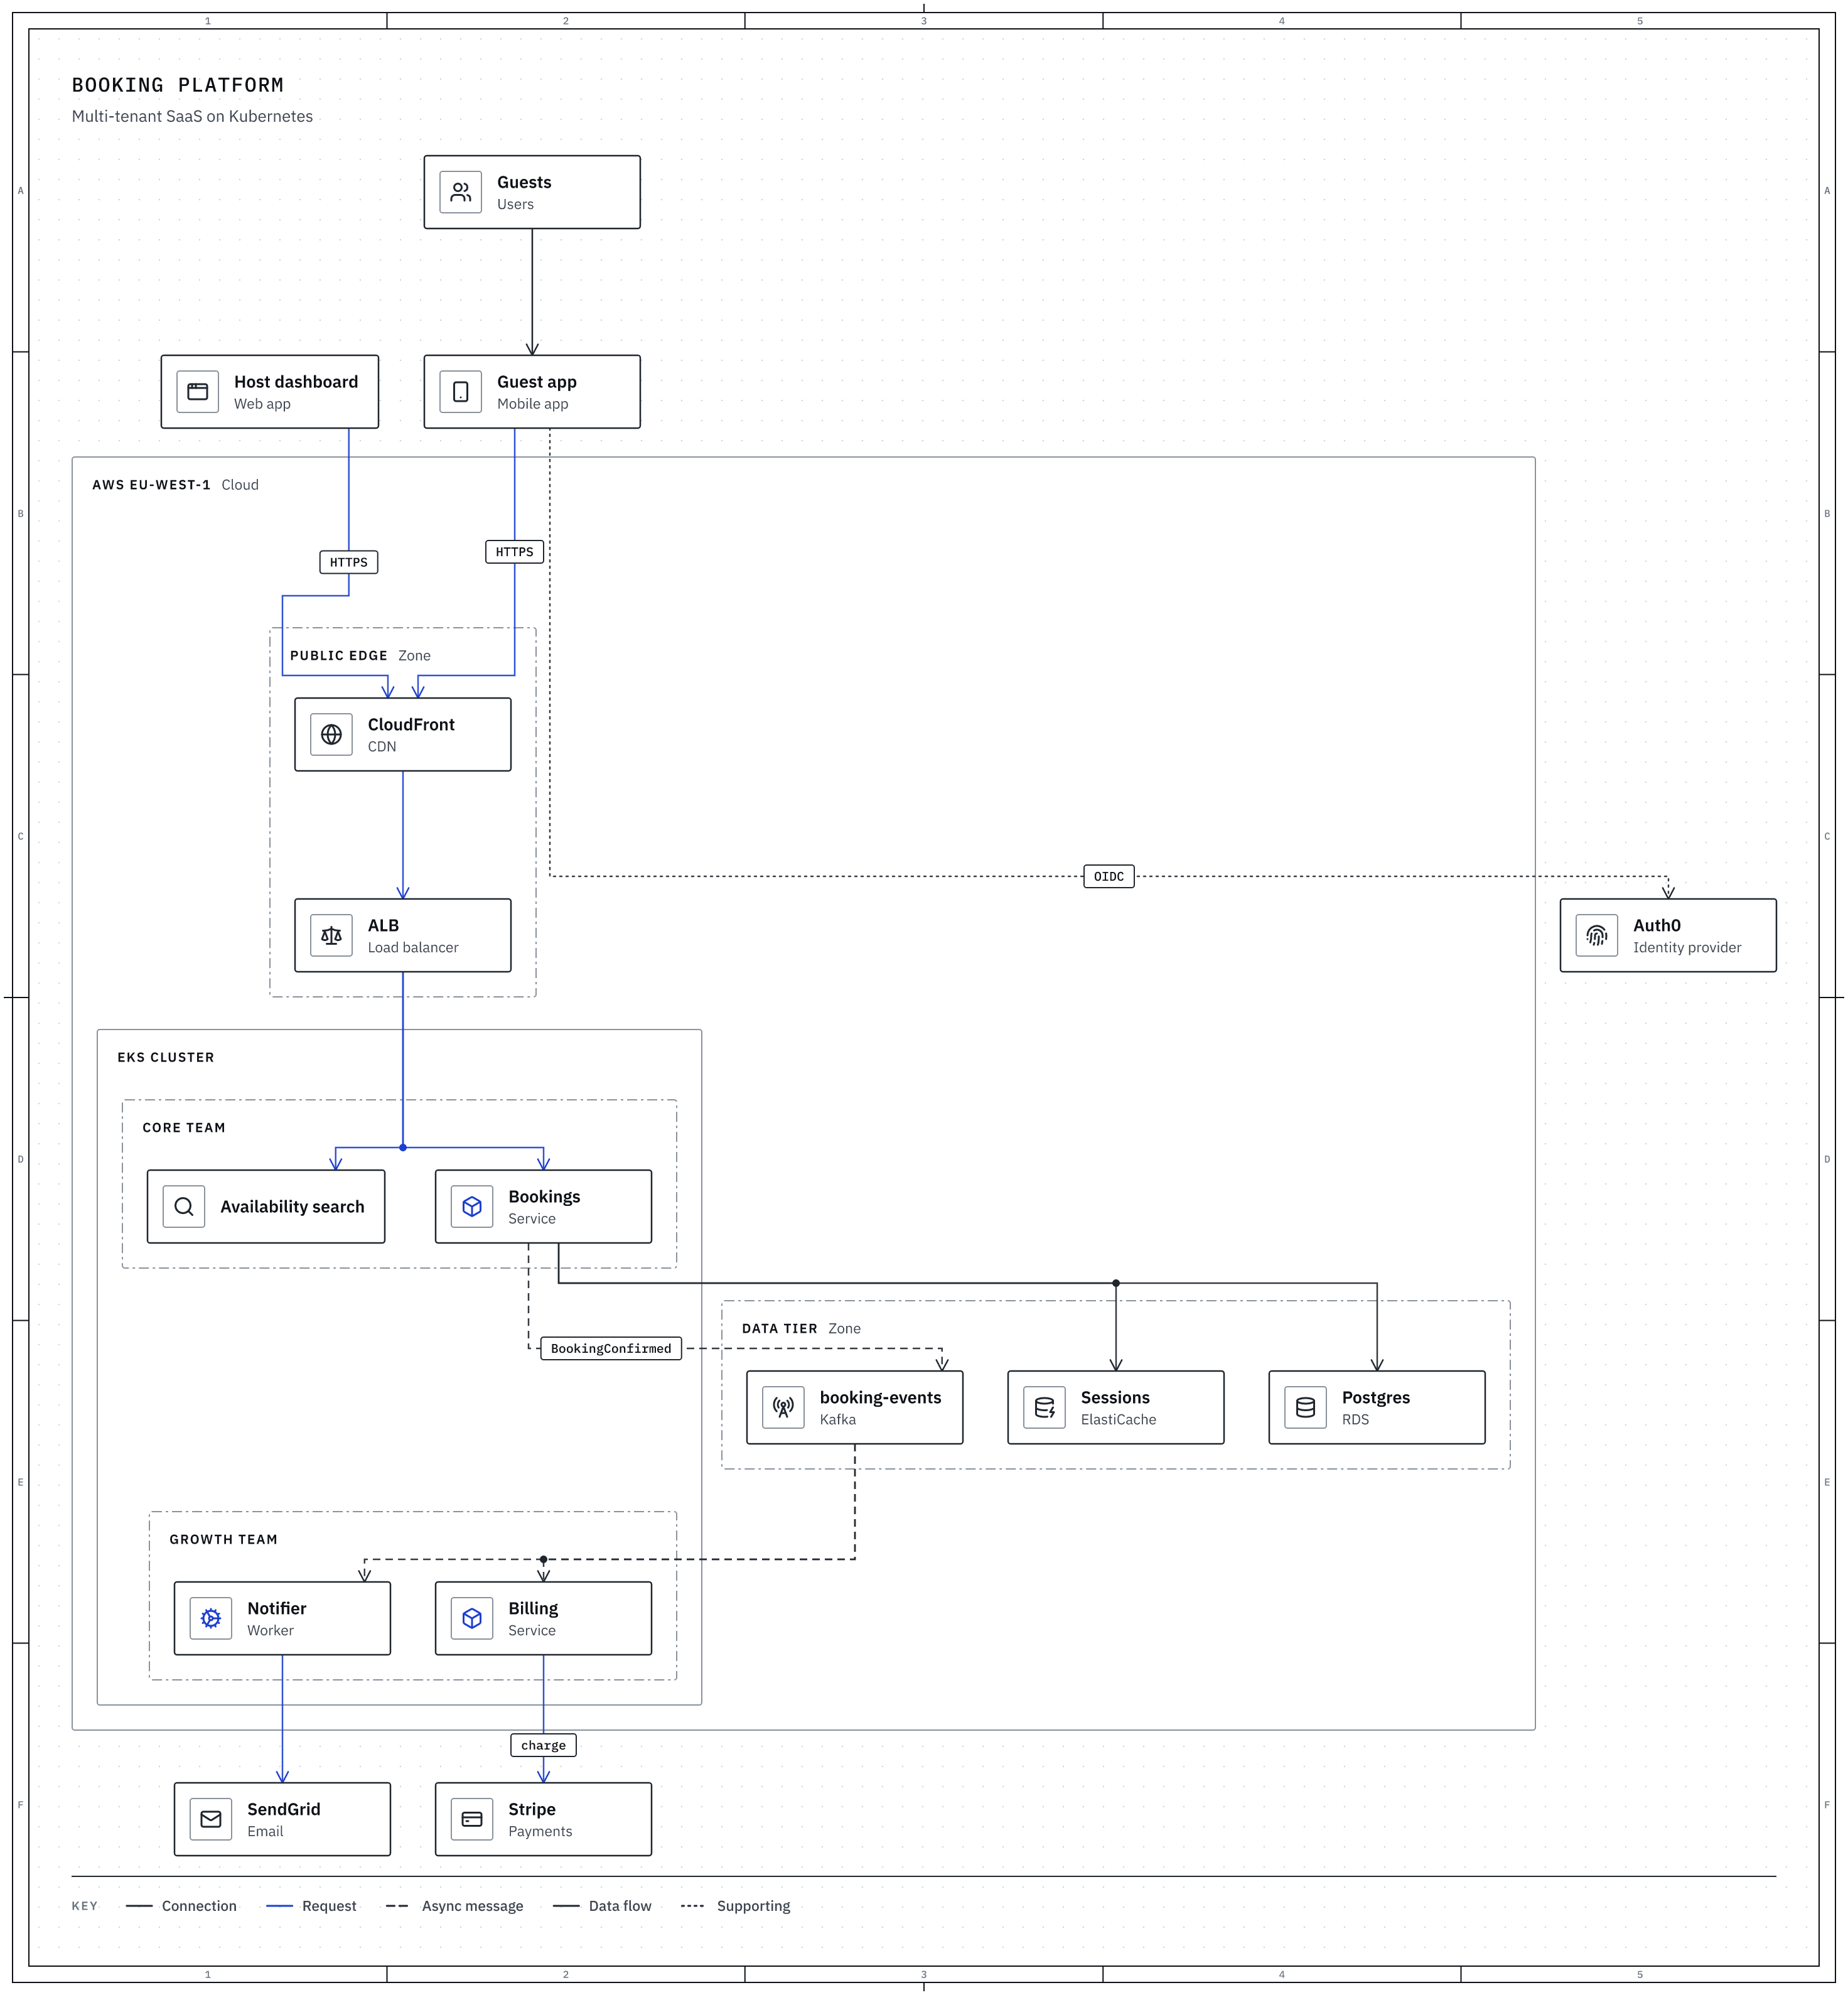 1 2 3 4 5
BOOKING PLATFORM
Multi-tenant SaaS on Kubernetes
A A
Guests
Users
Host dashboard
Web app
Guest app
Mobile app
AWS EU-WEST-1 Cloud
B B
HTTPS
HTTPS
PUBLIC EDGE Zone
CloudFront
CDN
C C
OIDC
ALB
Load balancer
Auth0
Identity provider
EKS CLUSTER
CORE TEAM
D D
Availability search
Bookings
Service
DATA TIER Zone
BookingConfirmed
booking-events
Kafka
Sessions
ElastiCache
Postgres
RDS
E E
GROWTH TEAM
Notifier
Worker
Billing
Service
charge
F F
SendGrid
Email
Stripe
Payments
KEY Connection Request Async message Data flow Supporting
1 2 3 4 5